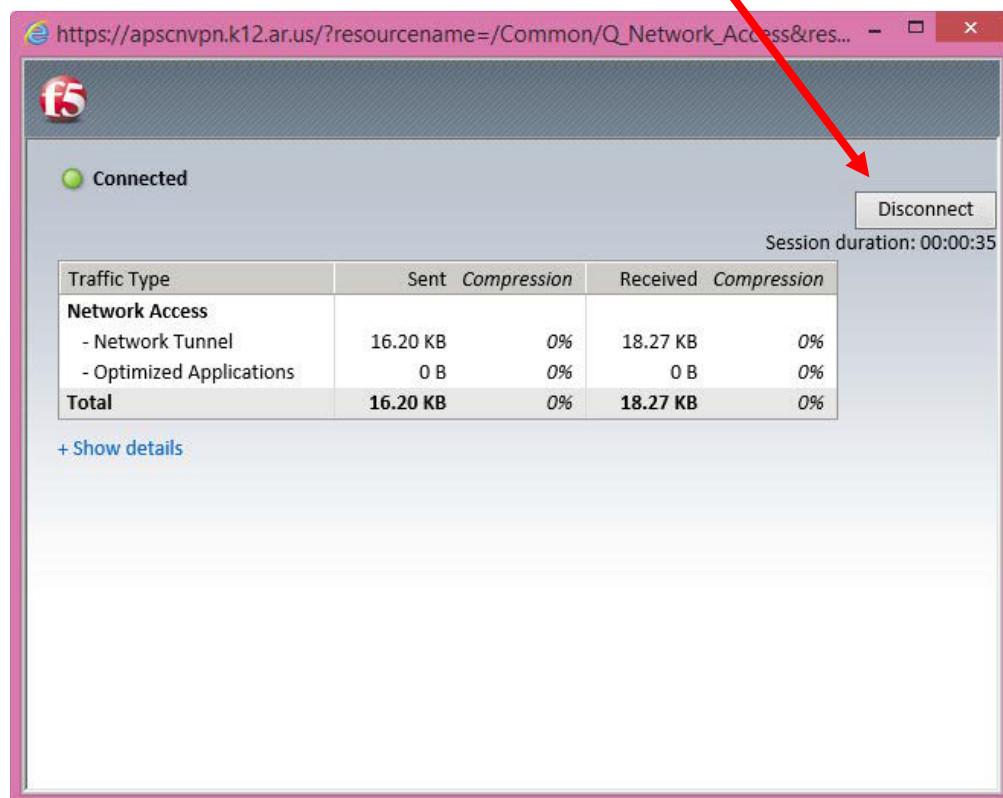 https://apscnvpn.k12.ar.us/?resourcename=/Common/Q_Network_Access&res...
f5
Connected
Disconnect
Session duration: 00:00:35
Traffic Type Sent Compression Received Compression
Network Access
- Network Tunnel 16.20 KB 0% 18.27 KB 0%
- Optimized Applications 0 B 0% 0 B 0%
Total 16.20 KB 0% 18.27 KB 0%
+ Show details